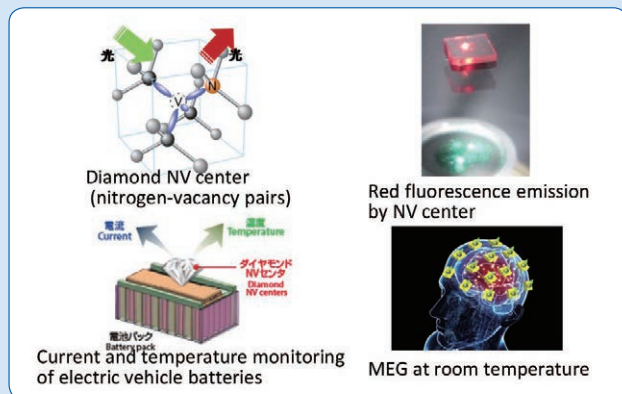 光
光
V
N
Diamond NV center
(nitrogen-vacancy pairs)
Red fluorescence emission
by NV center
電流
Current
温度
Temperature
ダイヤモンド
NVセンタ
Diamond
NV centers
電池パック
Battery pack
Current and temperature monitoring
of electric vehicle batteries
MEG at room temperature